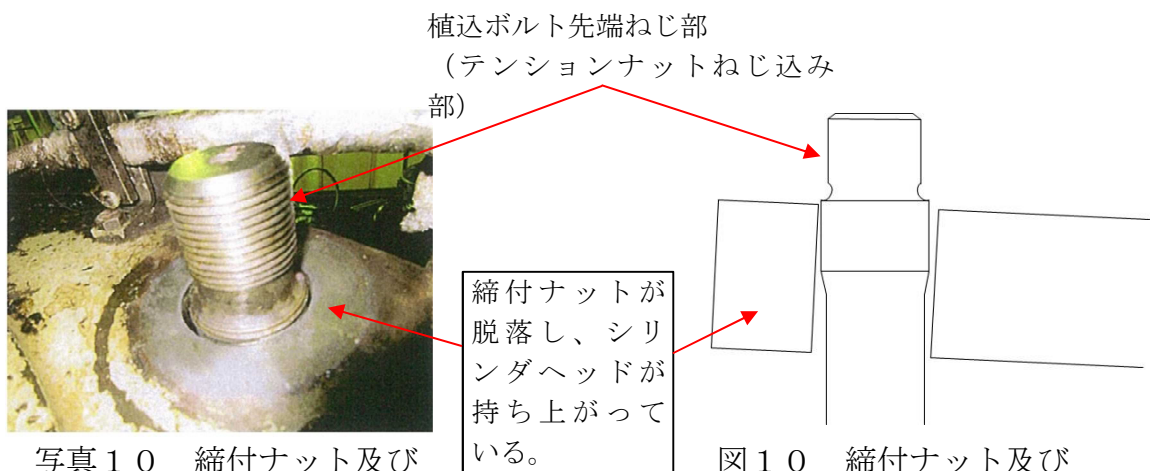 植込ボルト先端ねじ部
（テンションナットねじ込み
部）
締付ナットが
脱落し、シリ
ンダヘッドが
持ち上がって
いる。
写真１０　締付ナット及び
図１０　締付ナット及び